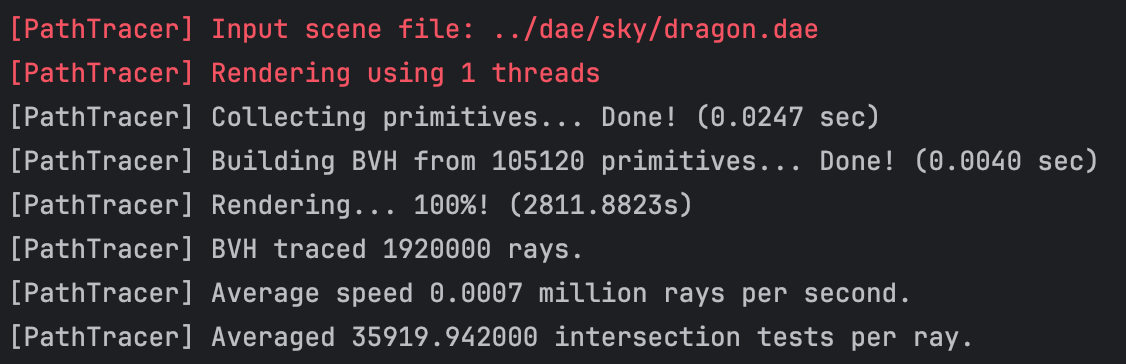 [PathTracer] Input scene file: ../dae/sky/dragon.dae
[PathTracer] Rendering using 1 threads
[PathTracer] Collecting primitives... Done! (0.0247 sec)
[PathTracer] Building BVH from 105120 primitives... Done! (0.0040 sec)
[PathTracer] Rendering... 100%! (2811.8823s)
[PathTracer] BVH traced 1920000 rays.
[PathTracer] Average speed 0.0007 million rays per second.
[PathTracer] Averaged 35919.942000 intersection tests per ray.